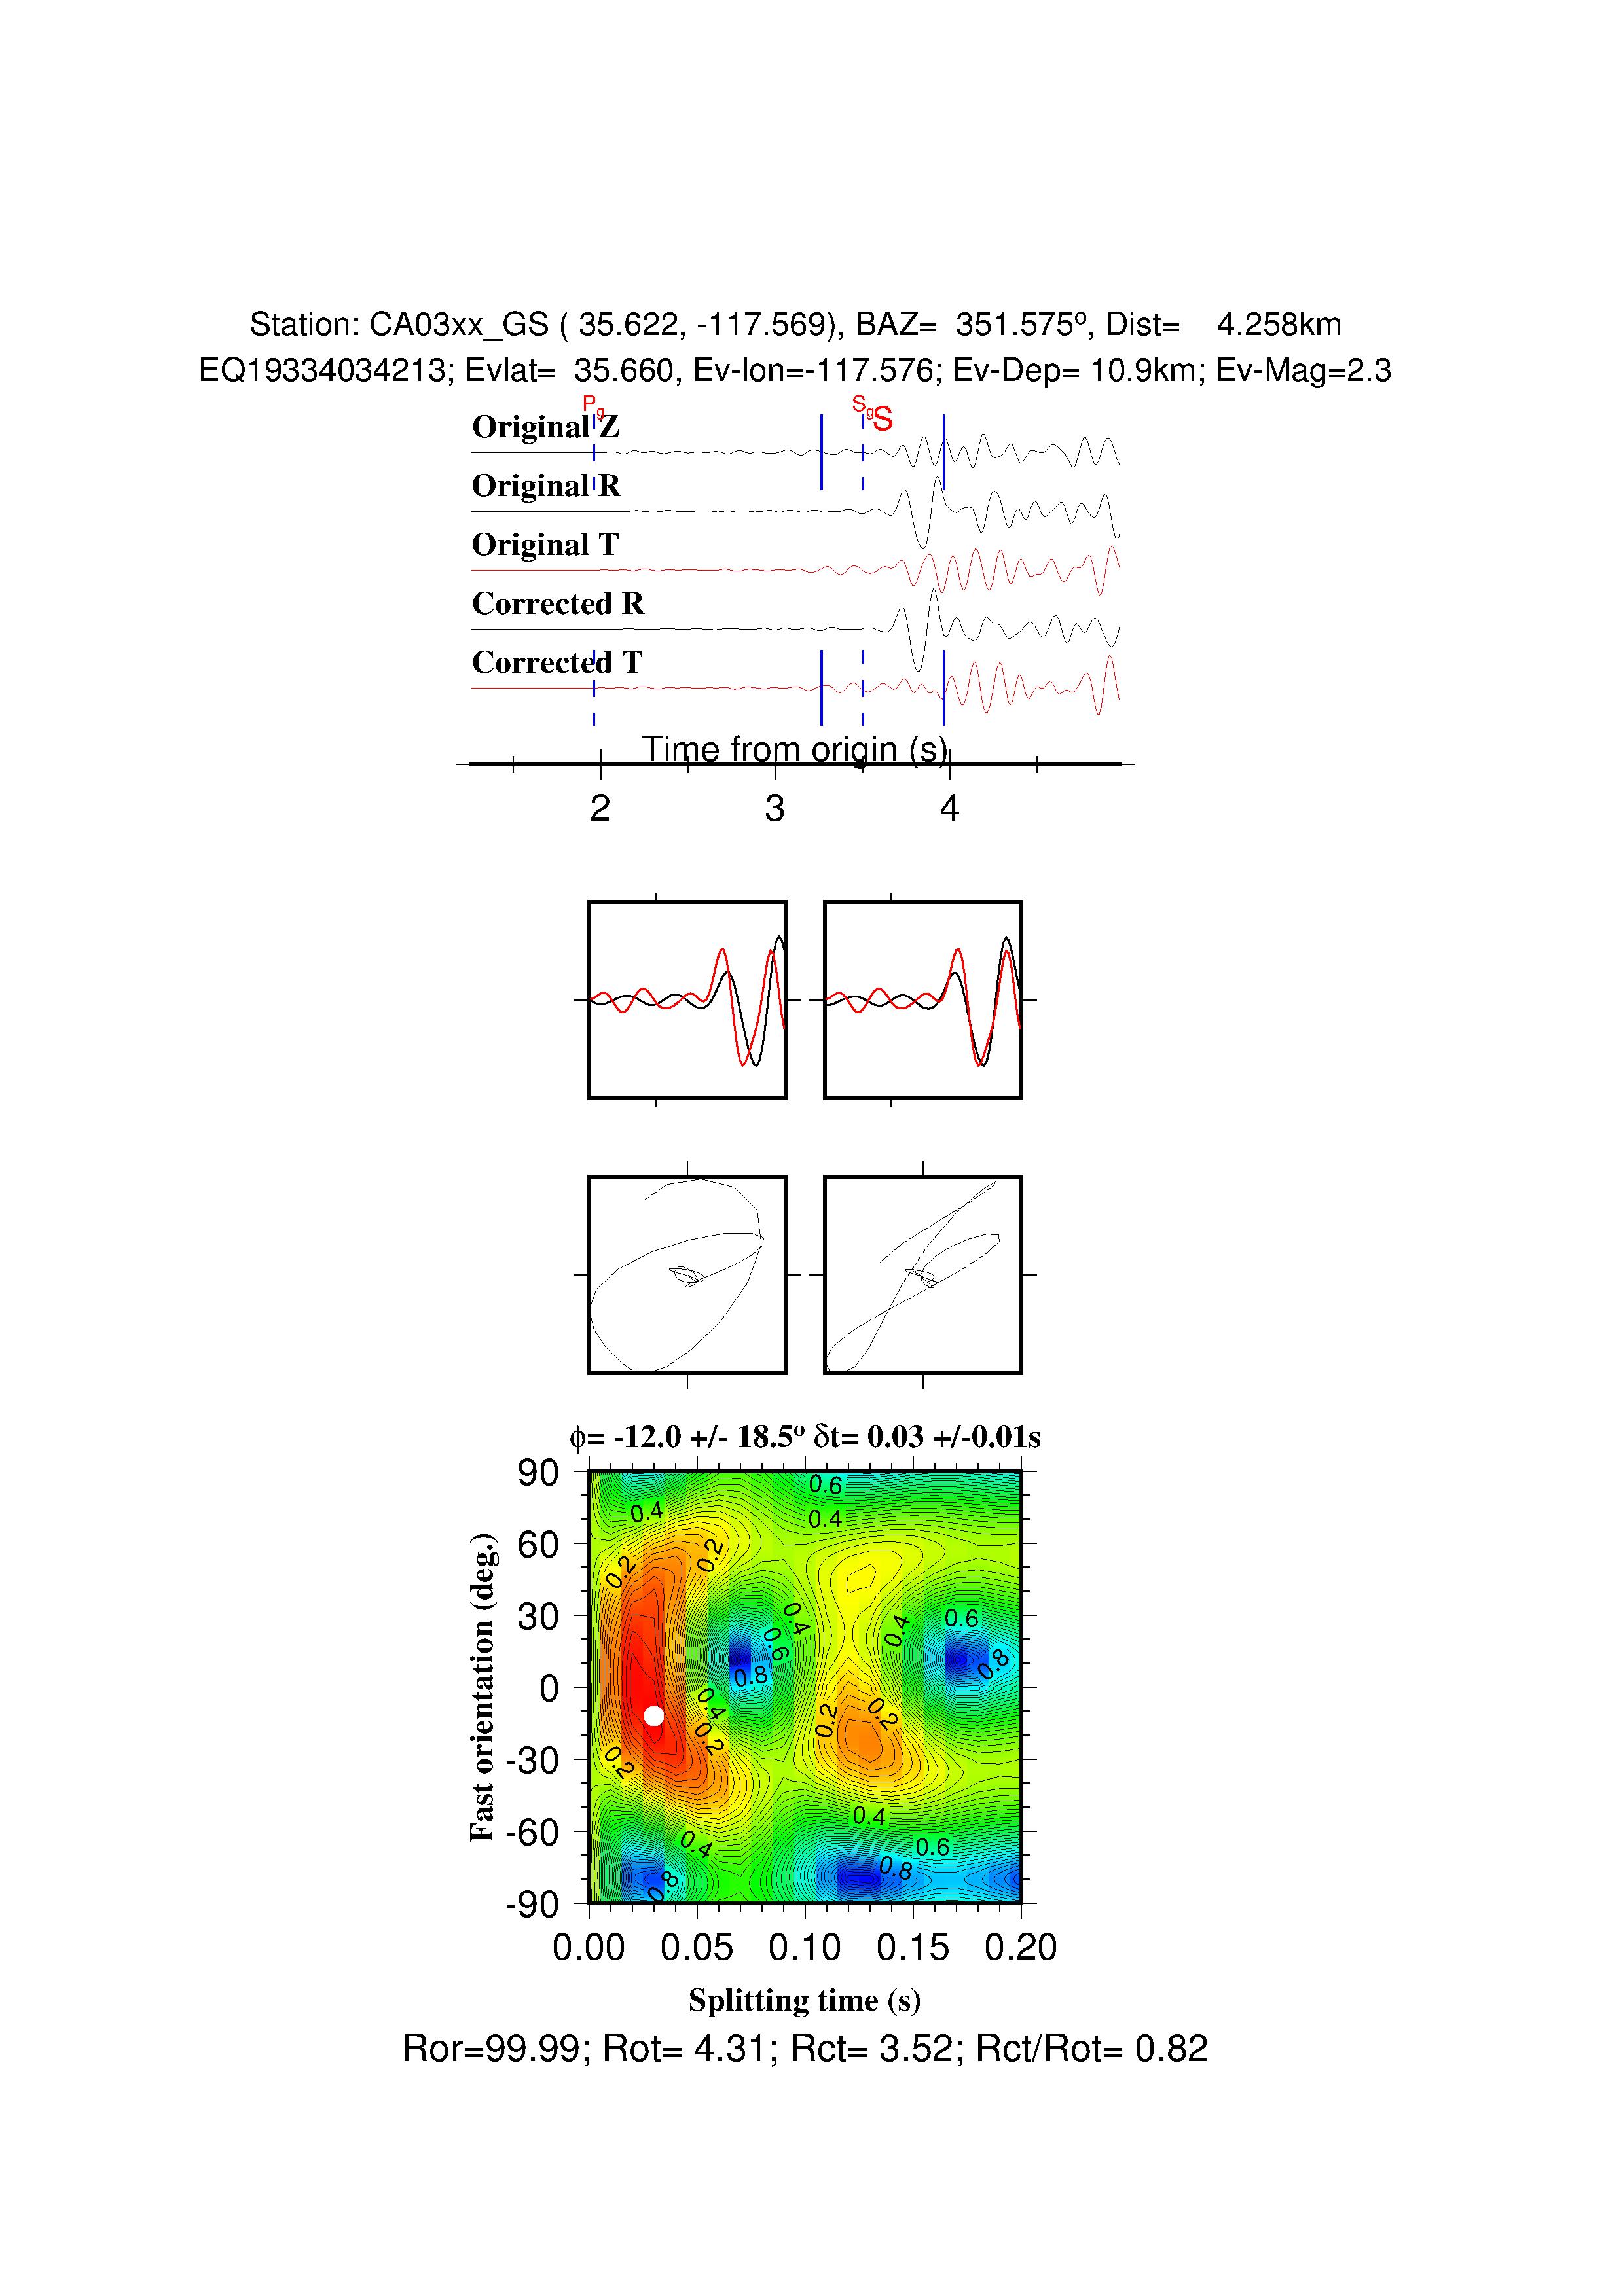 Station: CA03xx_GS ( 35.622, -117.569), BAZ=  351.575º, Dist=    4.258km
EQ19334034213; Evlat=  35.660, Ev-lon=-117.576; Ev-Dep= 10.9km; Ev-Mag=2.3
Pg SgS
Original Z
Original R
Original T
Corrected R
Corrected T
Time from origin (s)
2 3 4
ϕ= -12.0 +/- 18.5º δt= 0.03 +/-0.01s
Fast orientation (deg.)
90
60
30
0
-30
-60
-90
0.6
0.4 0.4
0.2 0.2
0.4 0.4 0.6
0.6 0.8 0.8
0.4
0.2 0.2 0.2
0.2
0.4
0.4 0.6
0.8 0.8
0.00 0.05 0.10 0.15 0.20
Splitting time (s)
Ror=99.99; Rot= 4.31; Rct= 3.52; Rct/Rot= 0.82